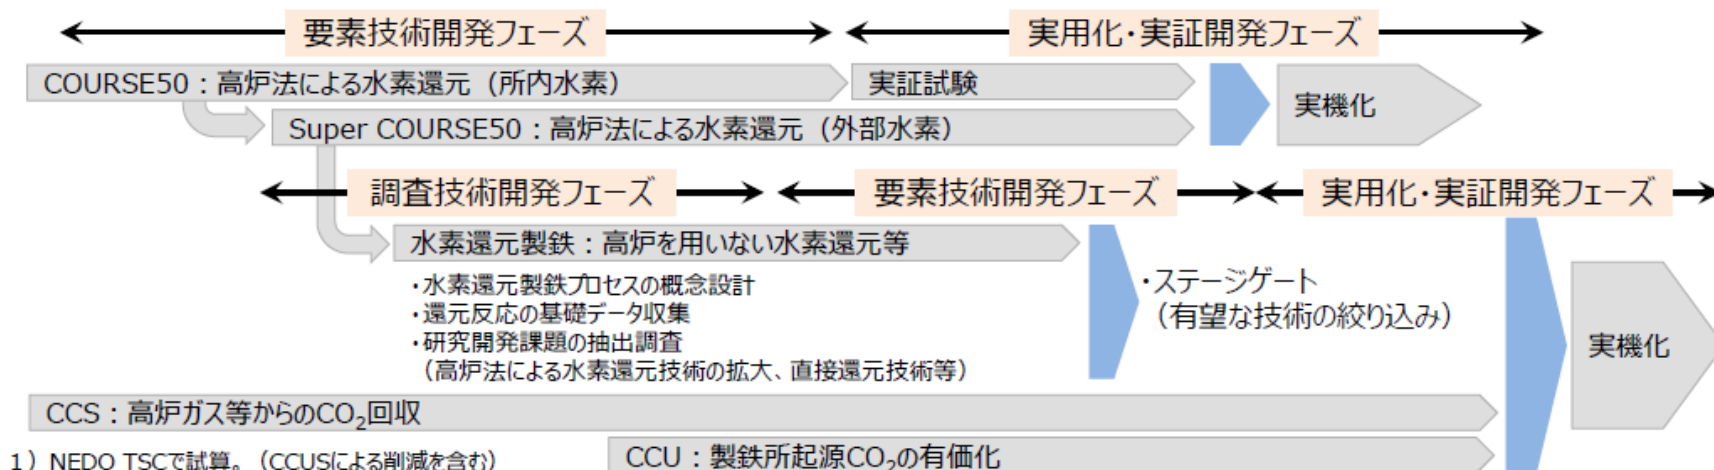 要素技術開発フェーズ
実用化・実証開発フェーズ
COURSE50：高炉法による水素還元（所内水素）
実証試験
実機化
Super COURSE50：高炉法による水素還元（外部水素）
調査技術開発フェーズ
要素技術開発フェーズ
実用化・実証開発フェーズ
水素還元製鉄：高炉を用いない水素還元等
・水素還元製鉄プロセスの概念設計
・還元反応の基礎データ収集
・研究開発課題の抽出調査
（高炉法による水素還元技術の拡大、直接還元技術等）
・ステージゲート
（有望な技術の絞り込み）
実機化
CCS：高炉ガス等からのCO₂回収
CCU：製鉄所起源CO₂の有価化
1）NEDO TSCで試算。（CCUSによる削減を含む）